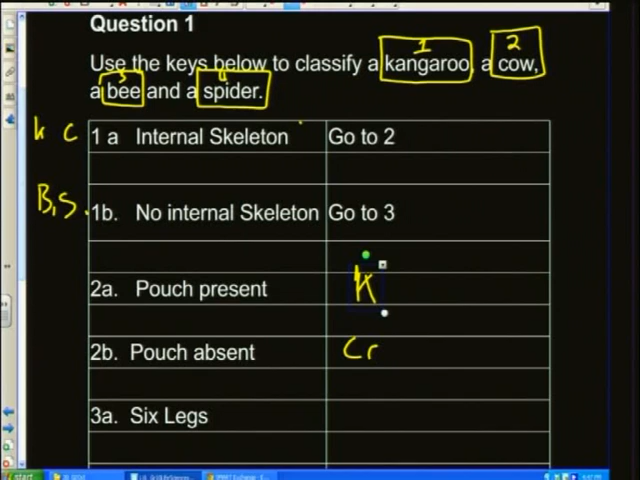 Question 1
1 2
Use the keys below to classify a kangaroo, a cow,
3
a bee and a spider.
K C 1 a Internal Skeleton Go to 2
B,S. 1b. No internal Skeleton Go to 3
2a. Pouch present K
2b. Pouch absent Cr
3a. Six Legs
start